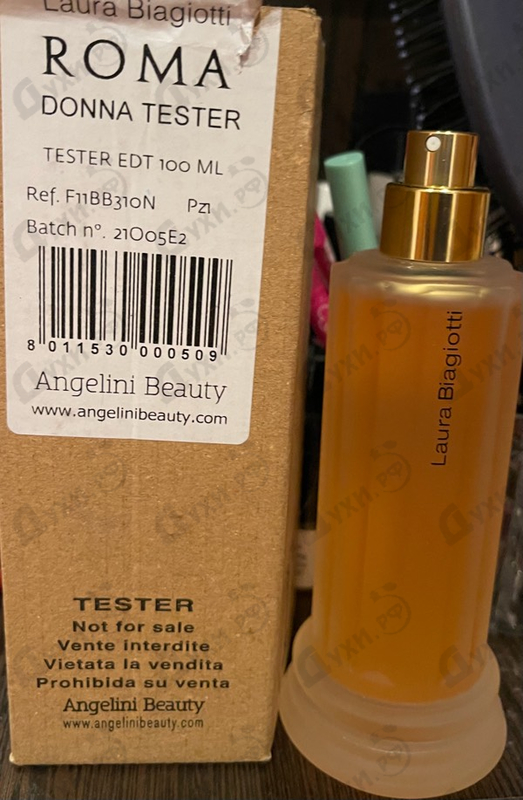 Laura Biagiotti
ROMA
DONNA TESTER
TESTER EDT 100 ML
Ref. F11BB310N Pz1
Batch n°. 21O05E2
8 011530 000509
Angelini Beauty
www.angelinibeauty.com
TESTER
Not for sale
Vente interdite
Vietata la vendita
Prohibida su venta
Angelini Beauty
www.angelinibeauty.com
Laura Biagiotti
Духи.РФ